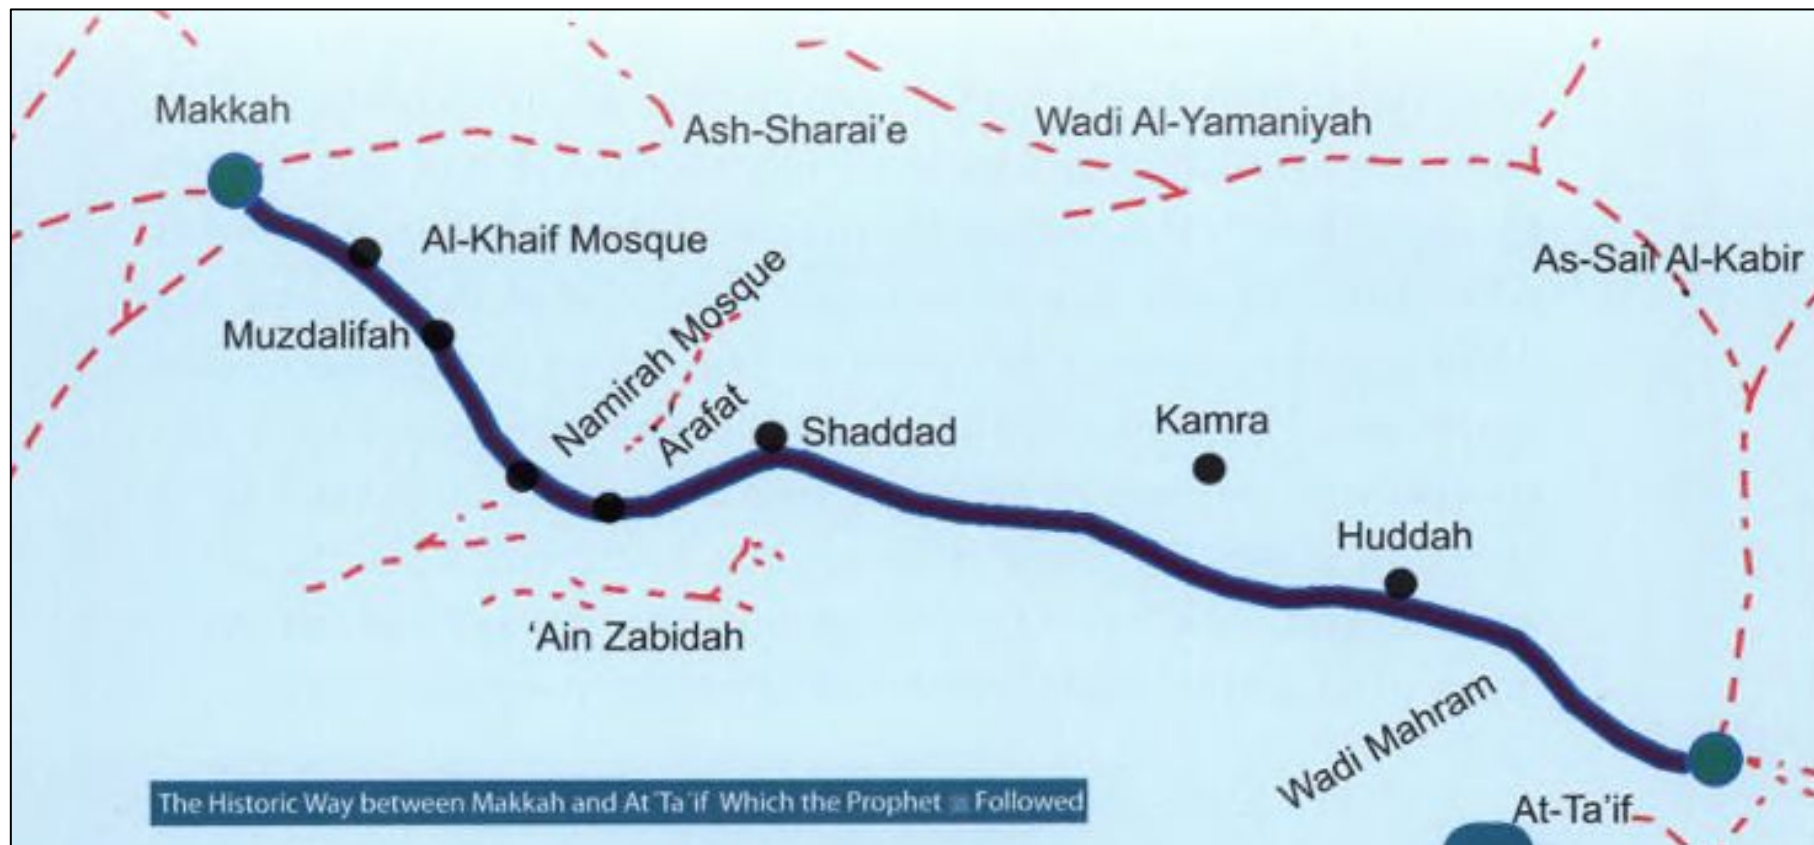 Makkah
Ash-Sharai'e
Wadi Al-Yamaniyah
Al-Khaif Mosque
As-Sail Al-Kabir
Muzdalifah
Namirah Mosque
Arafat
Shaddad
Kamra
Huddah
'Ain Zabidah
Wadi Mahram
At-Ta'if
The Historic Way between Makkah and At Ta'if Which the Prophet Followed